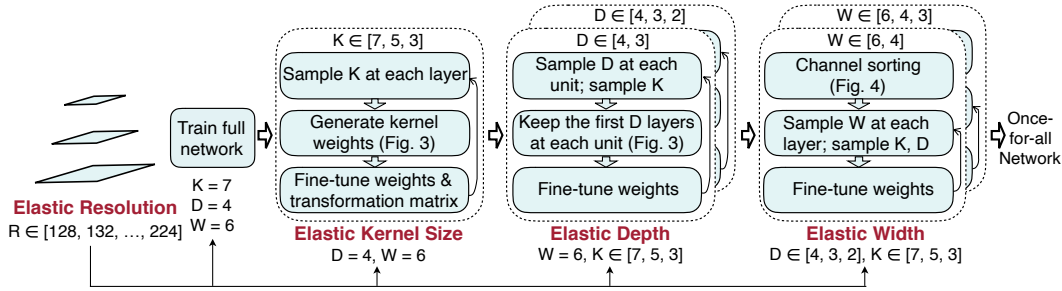 Elastic Resolution
R ∈ [128, 132, …, 224]
Train full
network
K = 7
D = 4
W = 6
K ∈ [7, 5, 3]
Sample K at each layer
Generate kernel
weights (Fig. 3)
Fine-tune weights &
transformation matrix
Elastic Kernel Size
D = 4, W = 6
D ∈ [4, 3, 2]
D ∈ [4, 3]
Sample D at each
unit; sample K
Keep the first D layers
at each unit (Fig. 3)
Fine-tune weights
Elastic Depth
W = 6, K ∈ [7, 5, 3]
W ∈ [6, 4, 3]
W ∈ [6, 4]
Channel sorting
(Fig. 4)
Sample W at each
layer; sample K, D
Fine-tune weights
Elastic Width
D ∈ [4, 3, 2], K ∈ [7, 5, 3]
Once-
for-all
Network